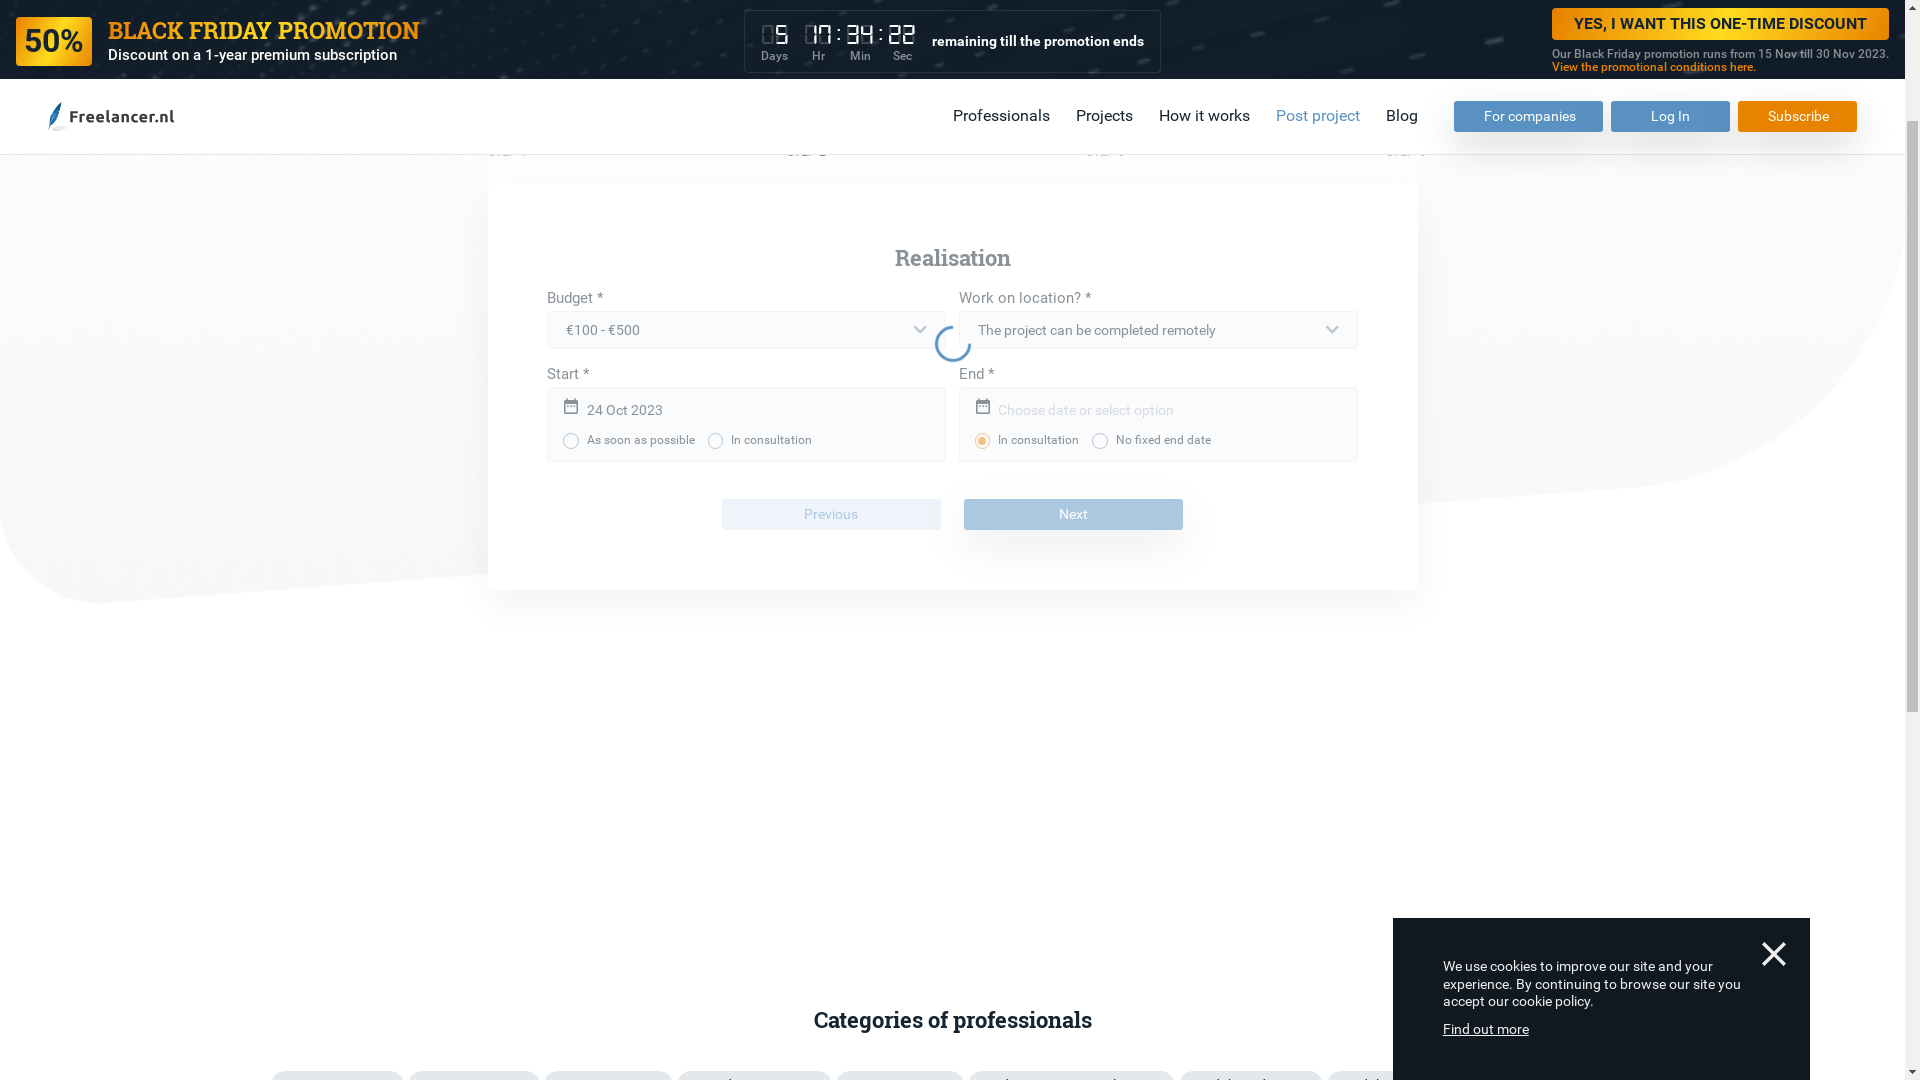 50%
BLACK FRIDAY PROMOTION
Discount on a 1-year premium subscription
5 17 : 34 : 22
Days Hr Min Sec
remaining till the promotion ends
YES, I WANT THIS ONE-TIME DISCOUNT
Our Black Friday promotion runs from 15 Nov till 30 Nov 2023.
View the promotional conditions here.
Freelancer.nl
Professionals Projects How it works Post project Blog For companies Log In Subscribe
Realisation
Budget * Work on location? *
€100 - €500 The project can be completed remotely
Start * End *
24 Oct 2023 Choose date or select option
As soon as possible In consultation In consultation No fixed end date
Previous Next
We use cookies to improve our site and your
experience. By continuing to browse our site you
accept our cookie policy.
Find out more
Categories of professionals